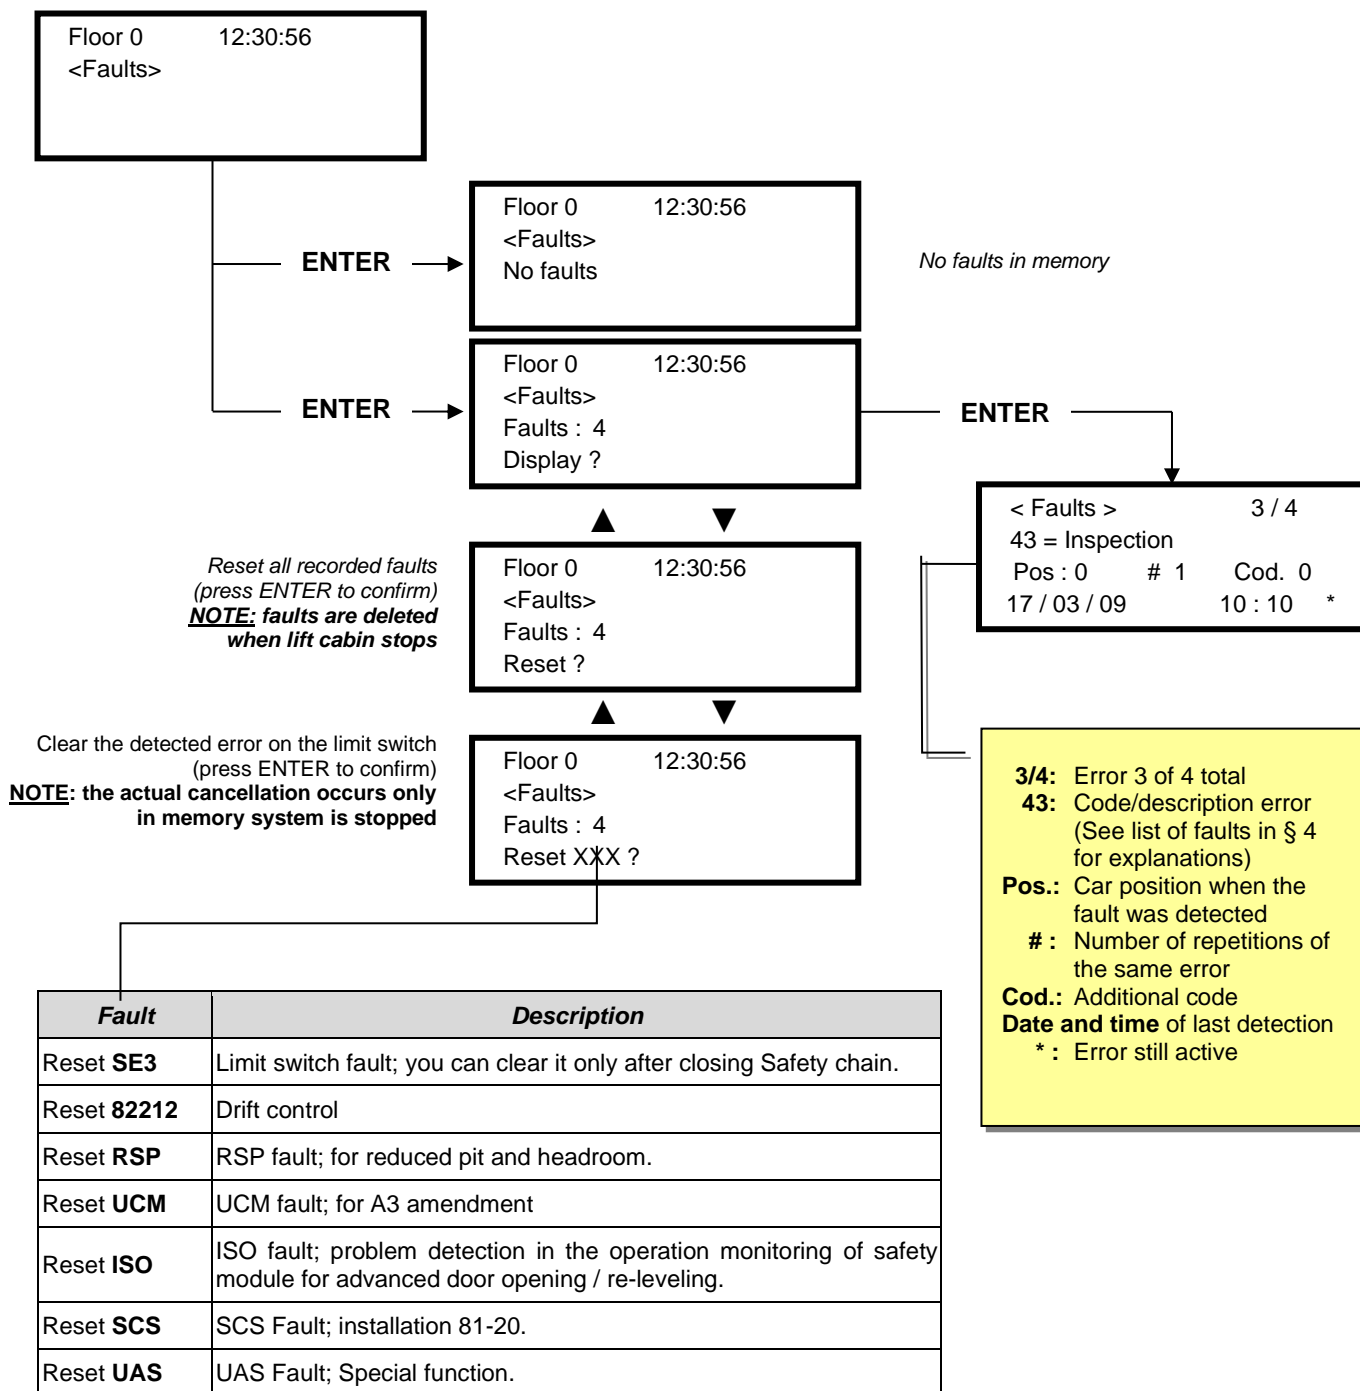 Floor 0 12:30:56
<Faults>
ENTER
Floor 0 12:30:56
<Faults>
No faults
No faults in memory
ENTER
Floor 0 12:30:56
<Faults>
Faults : 4
Display ?
ENTER
< Faults > 3 / 4
43 = Inspection
Pos : 0 # 1 Cod. 0
17 / 03 / 09 10 : 10 *
▲ ▼
Reset all recorded faults
(press ENTER to confirm)
NOTE: faults are deleted
when lift cabin stops
Floor 0 12:30:56
<Faults>
Faults : 4
Reset ?
▲ ▼
Clear the detected error on the limit switch
(press ENTER to confirm)
NOTE: the actual cancellation occurs only
in memory system is stopped
Floor 0 12:30:56
<Faults>
Faults : 4
Reset XXX ?
3/4: Error 3 of 4 total
43: Code/description error
(See list of faults in § 4
for explanations)
Pos.: Car position when the
fault was detected
# : Number of repetitions of
the same error
Cod.: Additional code
Date and time of last detection
* : Error still active
Fault Description
Reset SE3 Limit switch fault; you can clear it only after closing Safety chain.
Reset 82212 Drift control
Reset RSP RSP fault; for reduced pit and headroom.
Reset UCM UCM fault; for A3 amendment
Reset ISO ISO fault; problem detection in the operation monitoring of safety
module for advanced door opening / re-leveling.
Reset SCS SCS Fault; installation 81-20.
Reset UAS UAS Fault; Special function.